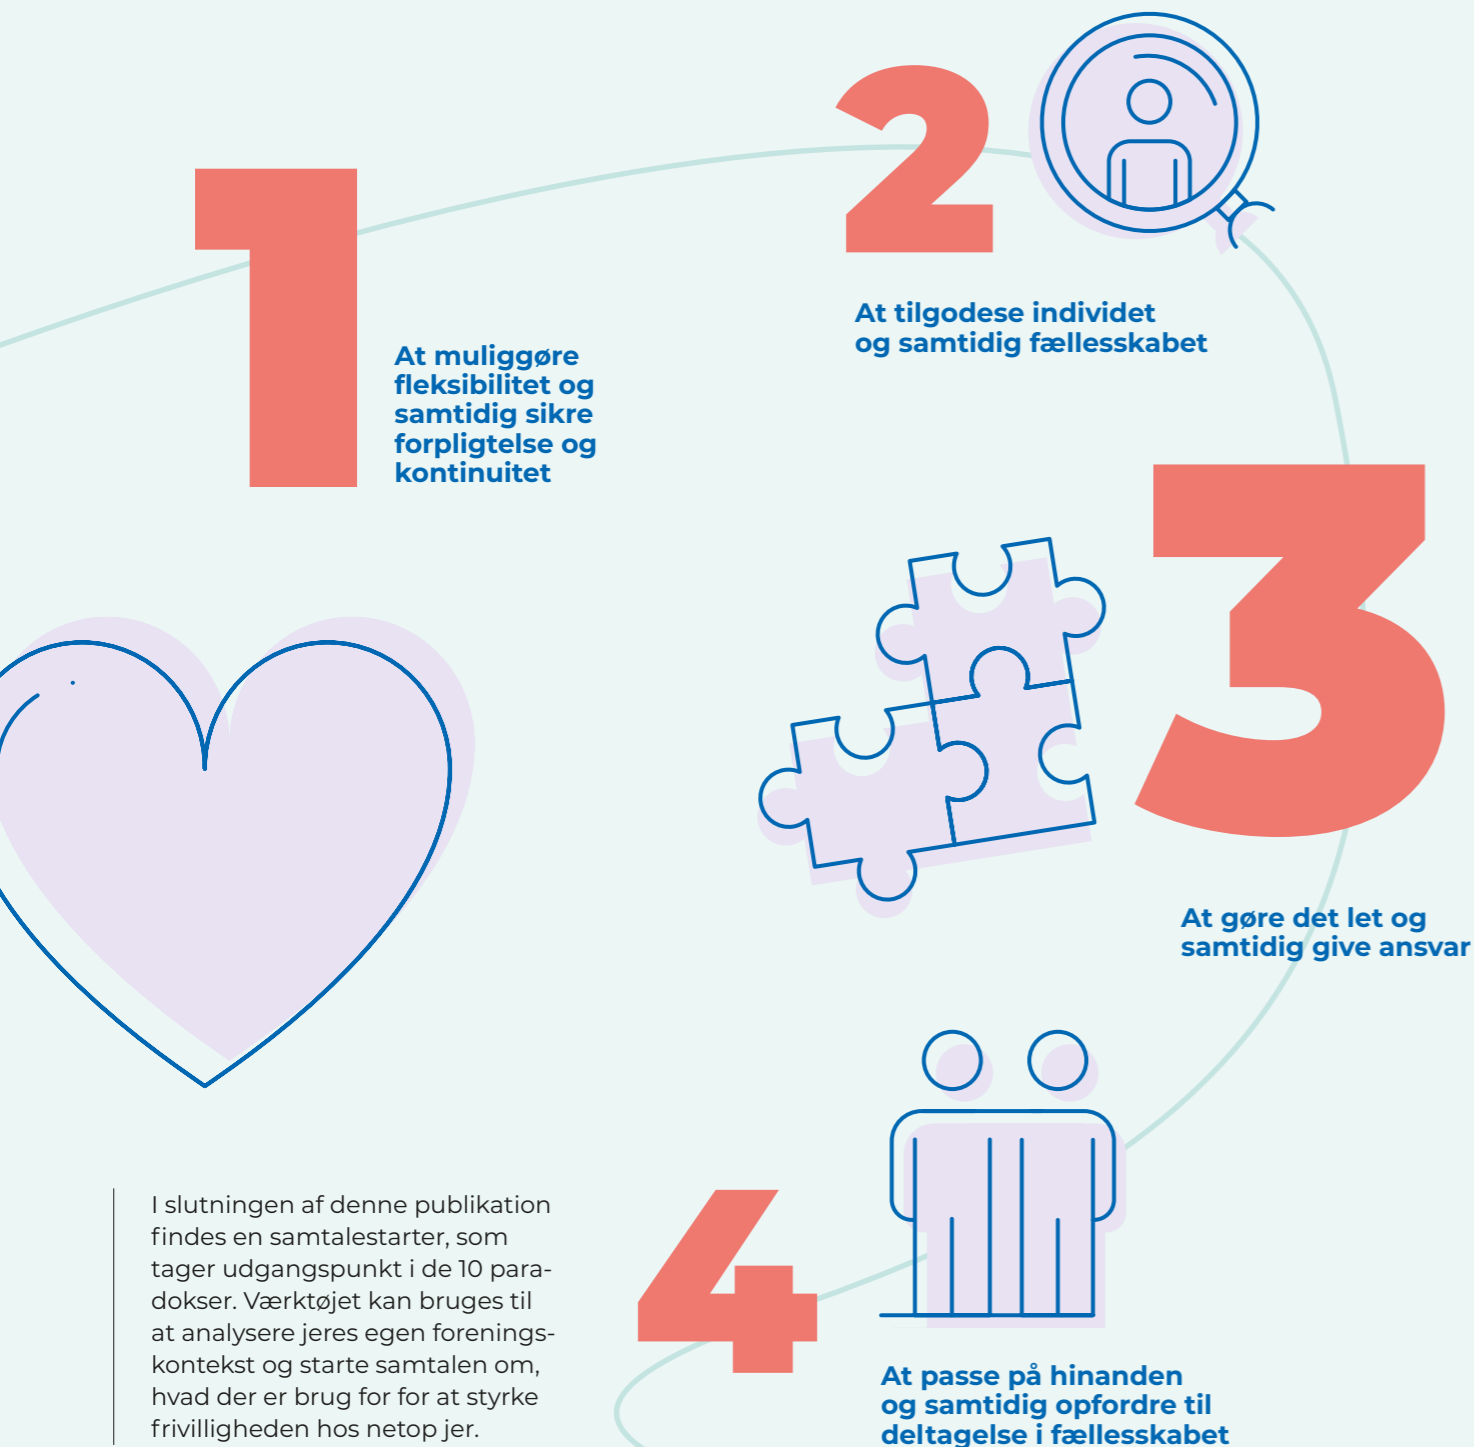 1
At muliggøre
fleksibilitet og
samtidig sikre
forpligtelse og
kontinuitet
2
At tilgodese individet
og samtidig fællesskabet
3
At gøre det let og
samtidig give ansvar
4
At passe på hinanden
og samtidig opfordre til
deltagelse i fællesskabet
I slutningen af denne publikation
findes en samtalestarter, som
tager udgangspunkt i de 10 para-
dokser. Værktøjet kan bruges til
at analysere jeres egen forenings-
kontekst og starte samtalen om,
hvad der er brug for for at styrke
frivilligheden hos netop jer.